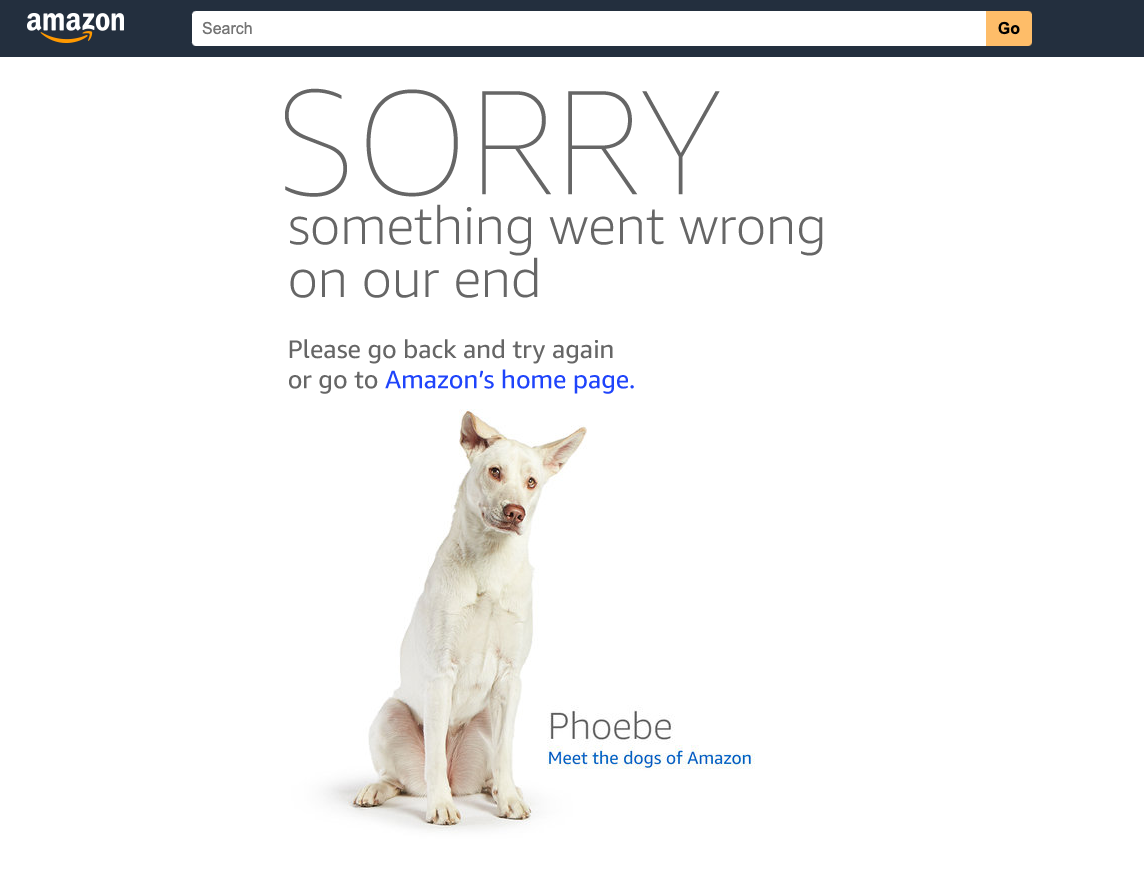 amazon
Search
Go
SORRY
something went wrong
on our end
Please go back and try again
or go to Amazon’s home page.
Phoebe
Meet the dogs of Amazon